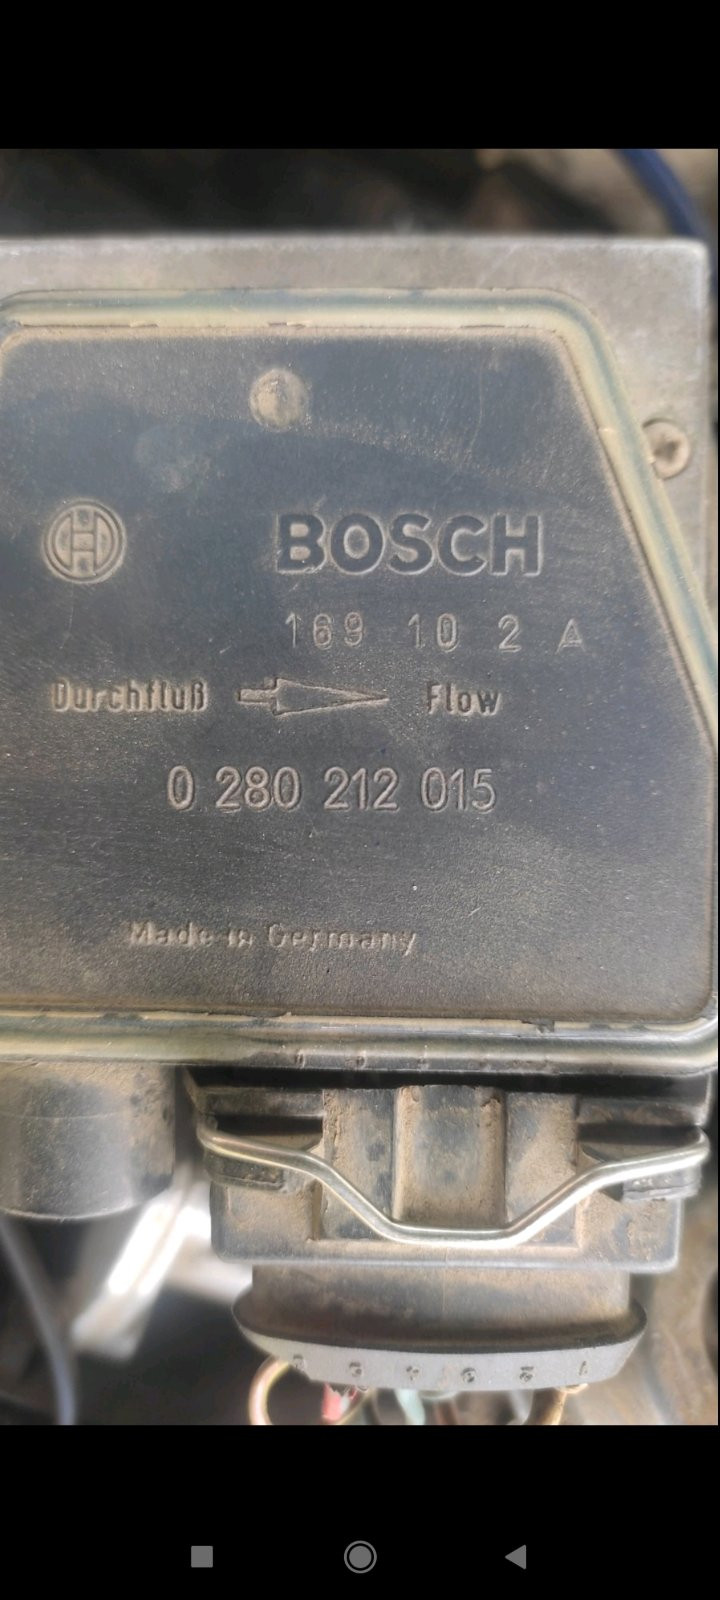 BOSCH
169 10 2 A
Durchfluß Flow
0 280 212 015
Made in Germany